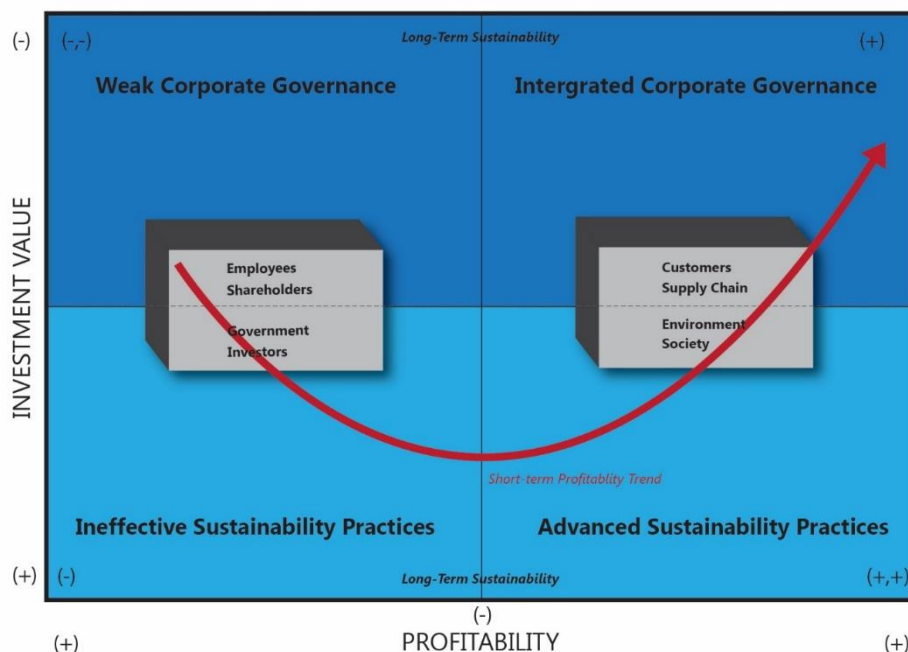 (-)
(-,-)
Long-Term Sustainability
(+)
Weak Corporate Governance
Intergrated Corporate Governance
Employees
Shareholders
Government
Investors
Customers
Supply Chain
Environment
Society
INVESTMENT VALUE
Short-term Profitablity Trend
Ineffective Sustainability Practices
Advanced Sustainability Practices
(+)
(-)
Long-Term Sustainability
(+,+)
(-)
(+)
PROFITABILITY
(+)